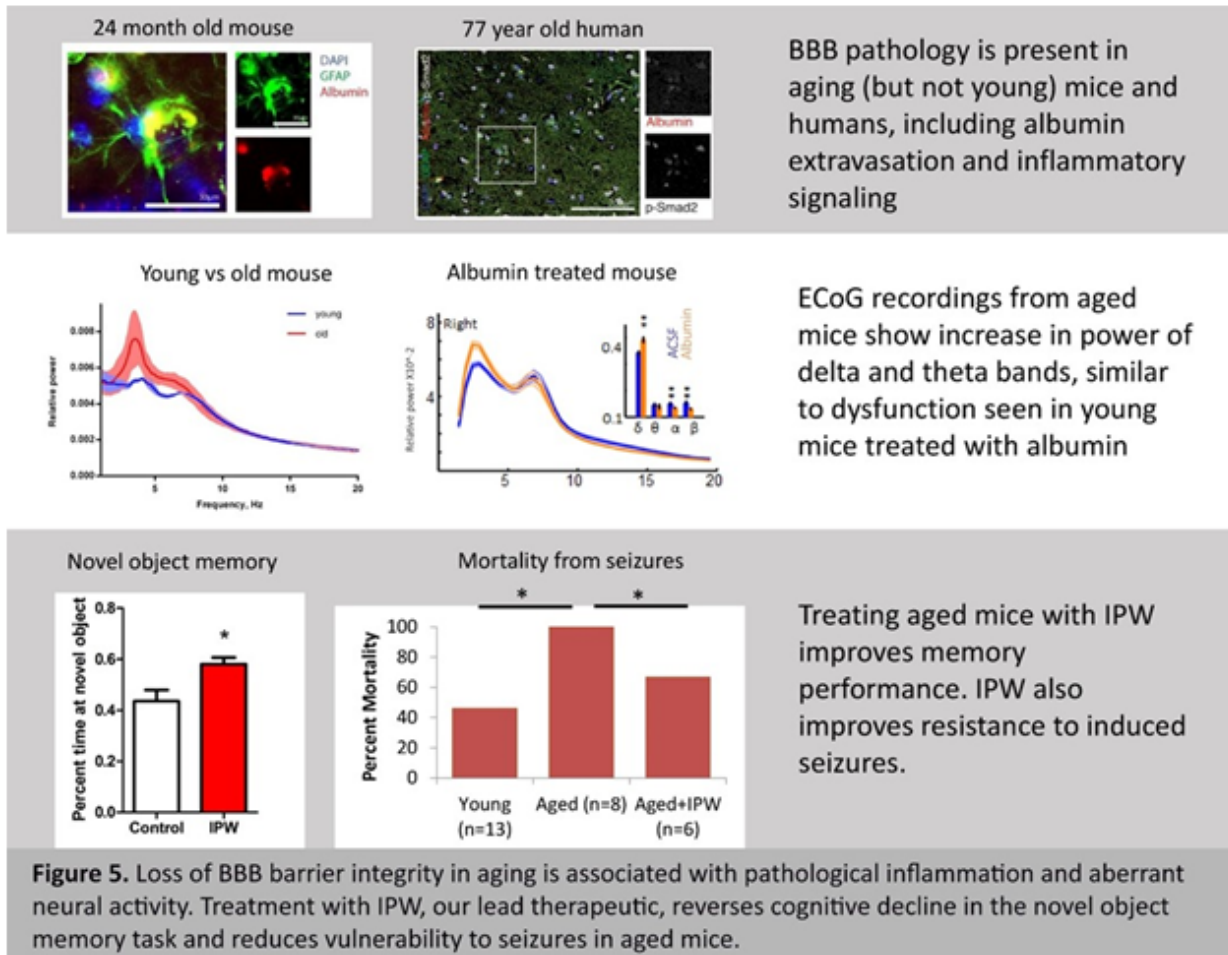 24 month old mouse
77 year old human
DAPI
GFAP
Albumin
Albumin
p-Smad2
BBB pathology is present in
aging (but not young) mice and
humans, including albumin
extravasation and inflammatory
signaling
Young vs old mouse
young
old
0.008
0.006
0.004
0.002
0.000
Relative power
5
10
15
20
Frequency, Hz
Albumin treated mouse
8
Right
4
Relative power X10^-2
5
10
15
20
0.4
0.1
**
**
**
δ
θ
α
β
ACSF
Albumin
ECoG recordings from aged
mice show increase in power of
delta and theta bands, similar
to dysfunction seen in young
mice treated with albumin
Novel object memory
Percent time at novel object
0.8
0.6
0.4
0.2
0.0
*
Control
IPW
Mortality from seizures
*
*
Percent Mortality
100
80
60
40
20
0
Young
(n=13)
Aged (n=8)
Aged+IPW
(n=6)
Treating aged mice with IPW
improves memory
performance. IPW also
improves resistance to induced
seizures.
Figure 5. Loss of BBB barrier integrity in aging is associated with pathological inflammation and aberrant
neural activity. Treatment with IPW, our lead therapeutic, reverses cognitive decline in the novel object
memory task and reduces vulnerability to seizures in aged mice.